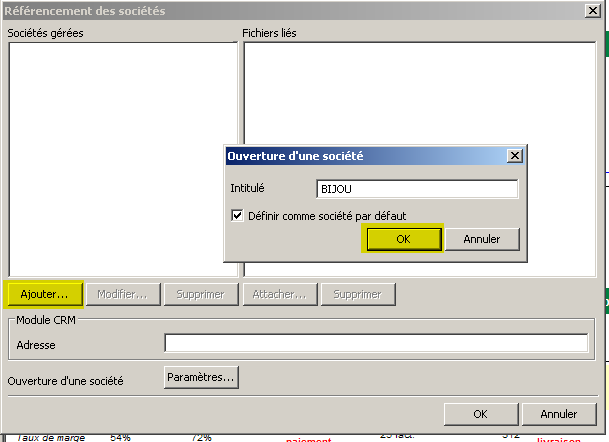 Référencement des sociétés
Sociétés gérées
Fichiers liés
Ouverture d'une société
Intitulé
BIJOU
Définir comme société par défaut
OK
Annuler
Ajouter...
Modifier...
Supprimer
Attacher...
Supprimer
Module CRM
Adresse
Ouverture d'une société
Paramètres...
OK
Annuler
Taux de marge 54% 72% paiement 312 livraison